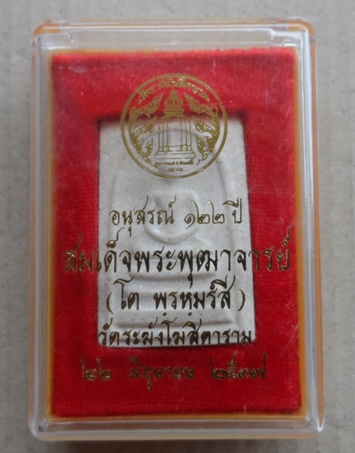 อนุสรณ์ ๑๒๒ ปี
สมเด็จพระพุฒาจารย์
(โต พรหมรํสี)
วัดระฆังโฆสิตาราม
๒๒ มิถุนายน ๒๕๓๗